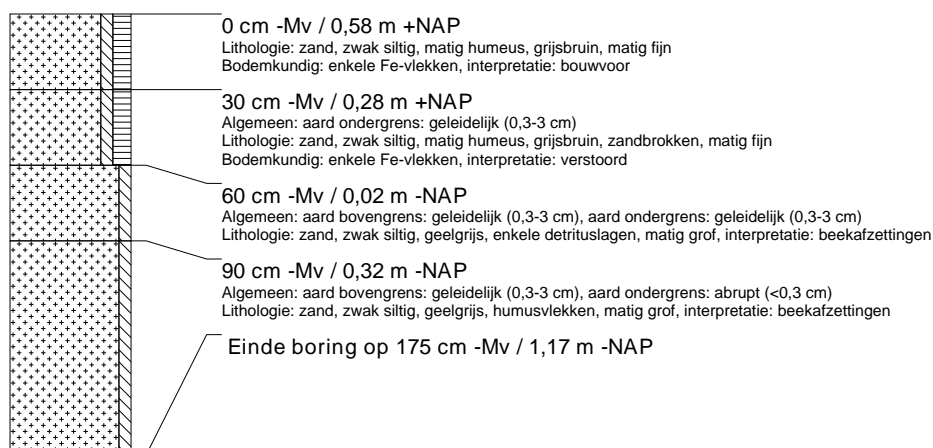 0 cm -Mv / 0,58 m +NAP
Lithologie: zand, zwak siltig, matig humeus, grijsbruin, matig fijn
Bodemkundig: enkele Fe-vlekken, interpretatie: bouwvoor
30 cm -Mv / 0,28 m +NAP
Algemeen: aard ondergrens: geleidelijk (0,3-3 cm)
Lithologie: zand, zwak siltig, matig humeus, grijsbruin, zandbrokken, matig fijn
Bodemkundig: enkele Fe-vlekken, interpretatie: verstoord
60 cm -Mv / 0,02 m -NAP
Algemeen: aard bovengrens: geleidelijk (0,3-3 cm), aard ondergrens: geleidelijk (0,3-3 cm)
Lithologie: zand, zwak siltig, geelgrijs, enkele detrituslagen, matig grof, interpretatie: beekafzettingen
90 cm -Mv / 0,32 m -NAP
Algemeen: aard bovengrens: geleidelijk (0,3-3 cm), aard ondergrens: abrupt (<0,3 cm)
Lithologie: zand, zwak siltig, geelgrijs, humusvlekken, matig grof, interpretatie: beekafzettingen
Einde boring op 175 cm -Mv / 1,17 m -NAP